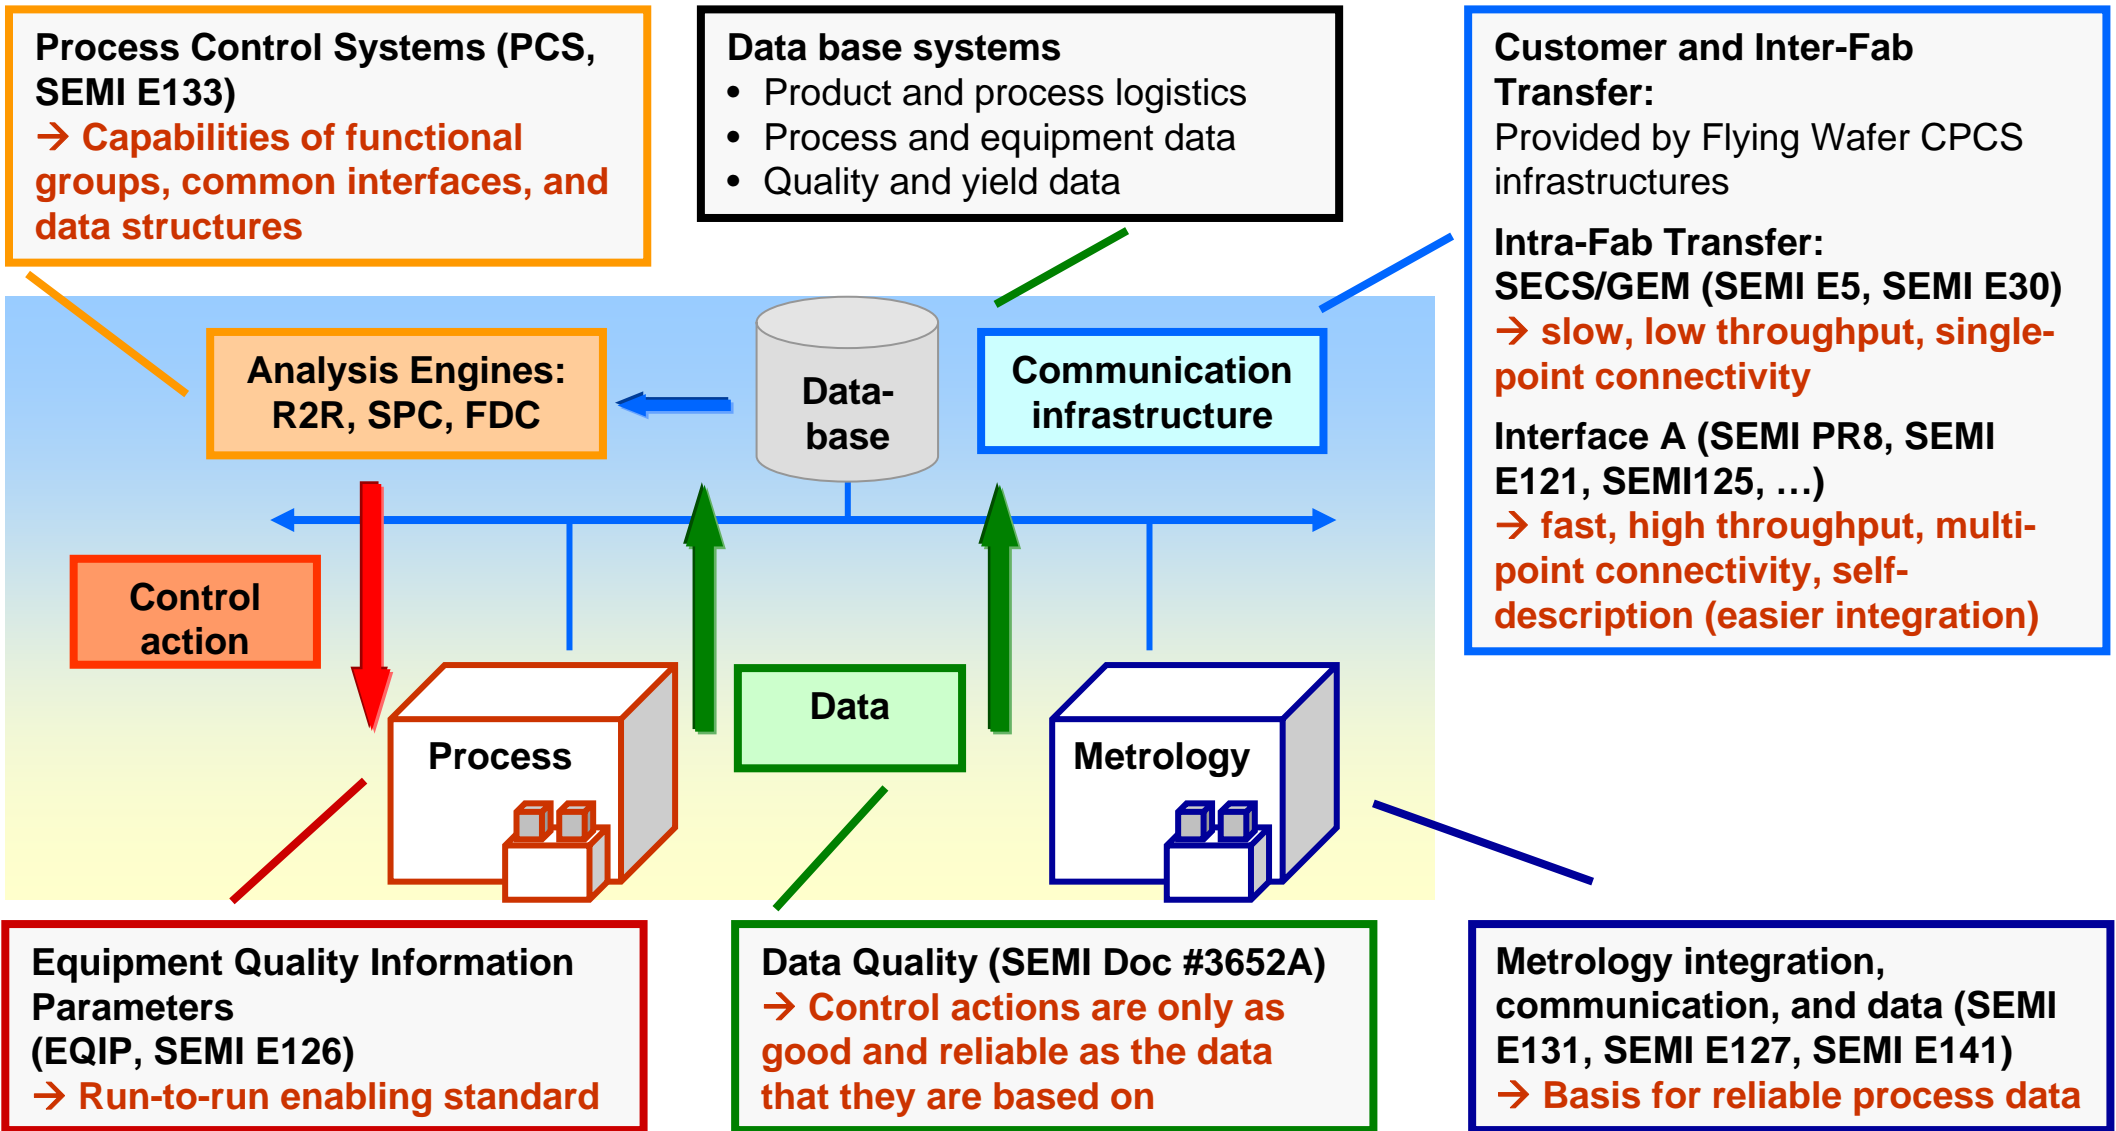 Process Control Systems (PCS,
SEMI E133)
→ Capabilities of functional
groups, common interfaces, and
data structures
Data base systems
• Product and process logistics
• Process and equipment data
• Quality and yield data
Customer and Inter-Fab
Transfer:
Provided by Flying Wafer CPCS
infrastructures
Intra-Fab Transfer:
SECS/GEM (SEMI E5, SEMI E30)
→ slow, low throughput, single-
point connectivity
Interface A (SEMI PR8, SEMI
E121, SEMI125, …)
→ fast, high throughput, multi-
point connectivity, self-
description (easier integration)
Analysis Engines:
R2R, SPC, FDC
Data-
base
Communication
infrastructure
Control
action
Data
Process
Metrology
Equipment Quality Information
Parameters
(EQIP, SEMI E126)
→ Run-to-run enabling standard
Data Quality (SEMI Doc #3652A)
→ Control actions are only as
good and reliable as the data
that they are based on
Metrology integration,
communication, and data (SEMI
E131, SEMI E127, SEMI E141)
→ Basis for reliable process data